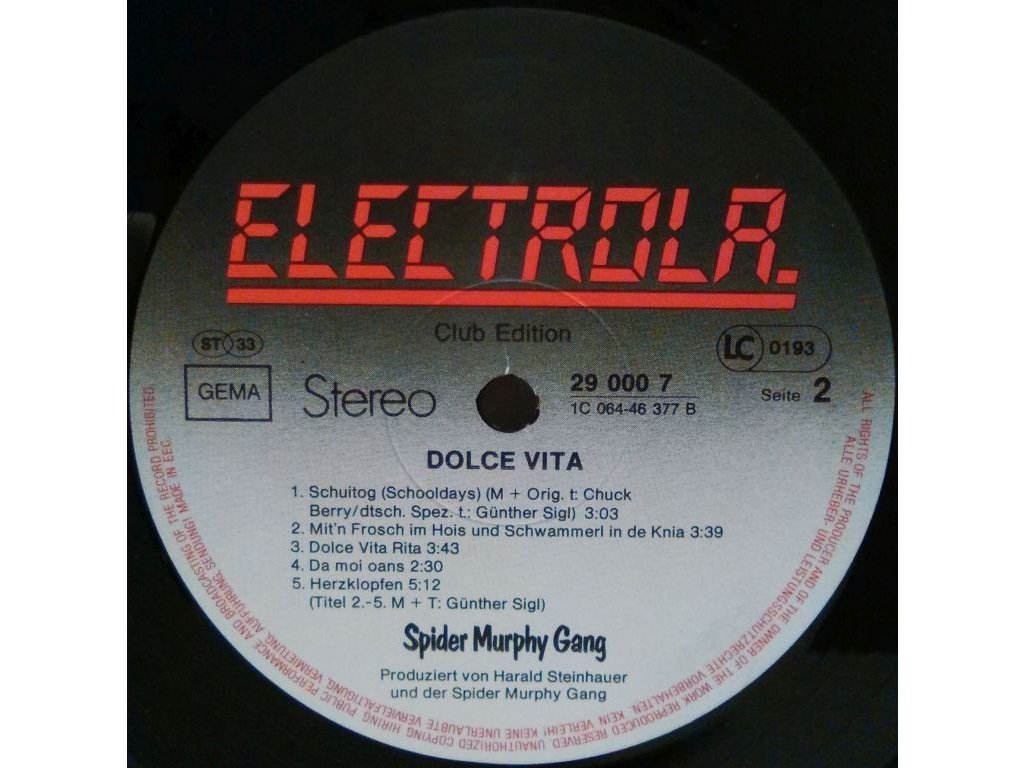 ELECTROLA.
Club Edition
ST 33
LC 0193
GEMA
Stereo
29 000 7
1C 064-46 377 B
Seite 2
DOLCE VITA
1. Schuitog (Schooldays) (M + Orig. t: Chuck
Berry/dtsch. Spez. t.: Günther Sigl) 3:03
2. Mit'n Frosch im Hois und Schwammerl in de Knia 3:39
3. Dolce Vita Rita 3:43
4. Da moi oans 2:30
5. Herzklopfen 5:12
(Titel 2.-5. M + T: Günther Sigl)
Spider Murphy Gang
Produziert von Harald Steinhauer
und der Spider Murphy Gang
ALL RIGHTS OF THE PRODUCER AND OF THE OWNER OF THE WORK REPRODUCED RESERVED. UNAUTHORIZED COPYING HIRING PUBLIC PERFORMANCE AND BROADCASTING OF THE RECORD PROHIBITED.
ALLE URHEBER- UND LEISTUNGSSCHUTZRECHTE VORBEHALTEN. KEIN VERLEIH! KEINE UNERLAUBTE VERVIELFÄLTIGUNG, VERMIETUNG, AUFFÜHRUNG, SENDUNG! MADE IN EEC.